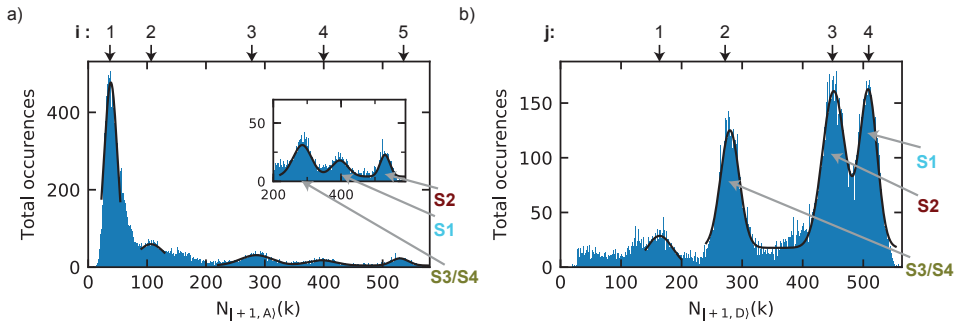 a)
i : 1 2 3 4 5
Total occurences
400
200
0
50
0
200 400
S2
S1
S3/S4
0 100 200 300 400 500
N|+1,A⟩(k)
b)
j: 1 2 3 4
Total occurences
150
100
50
0
S1
S2
S3/S4
0 100 200 300 400 500
N|+1,D⟩(k)